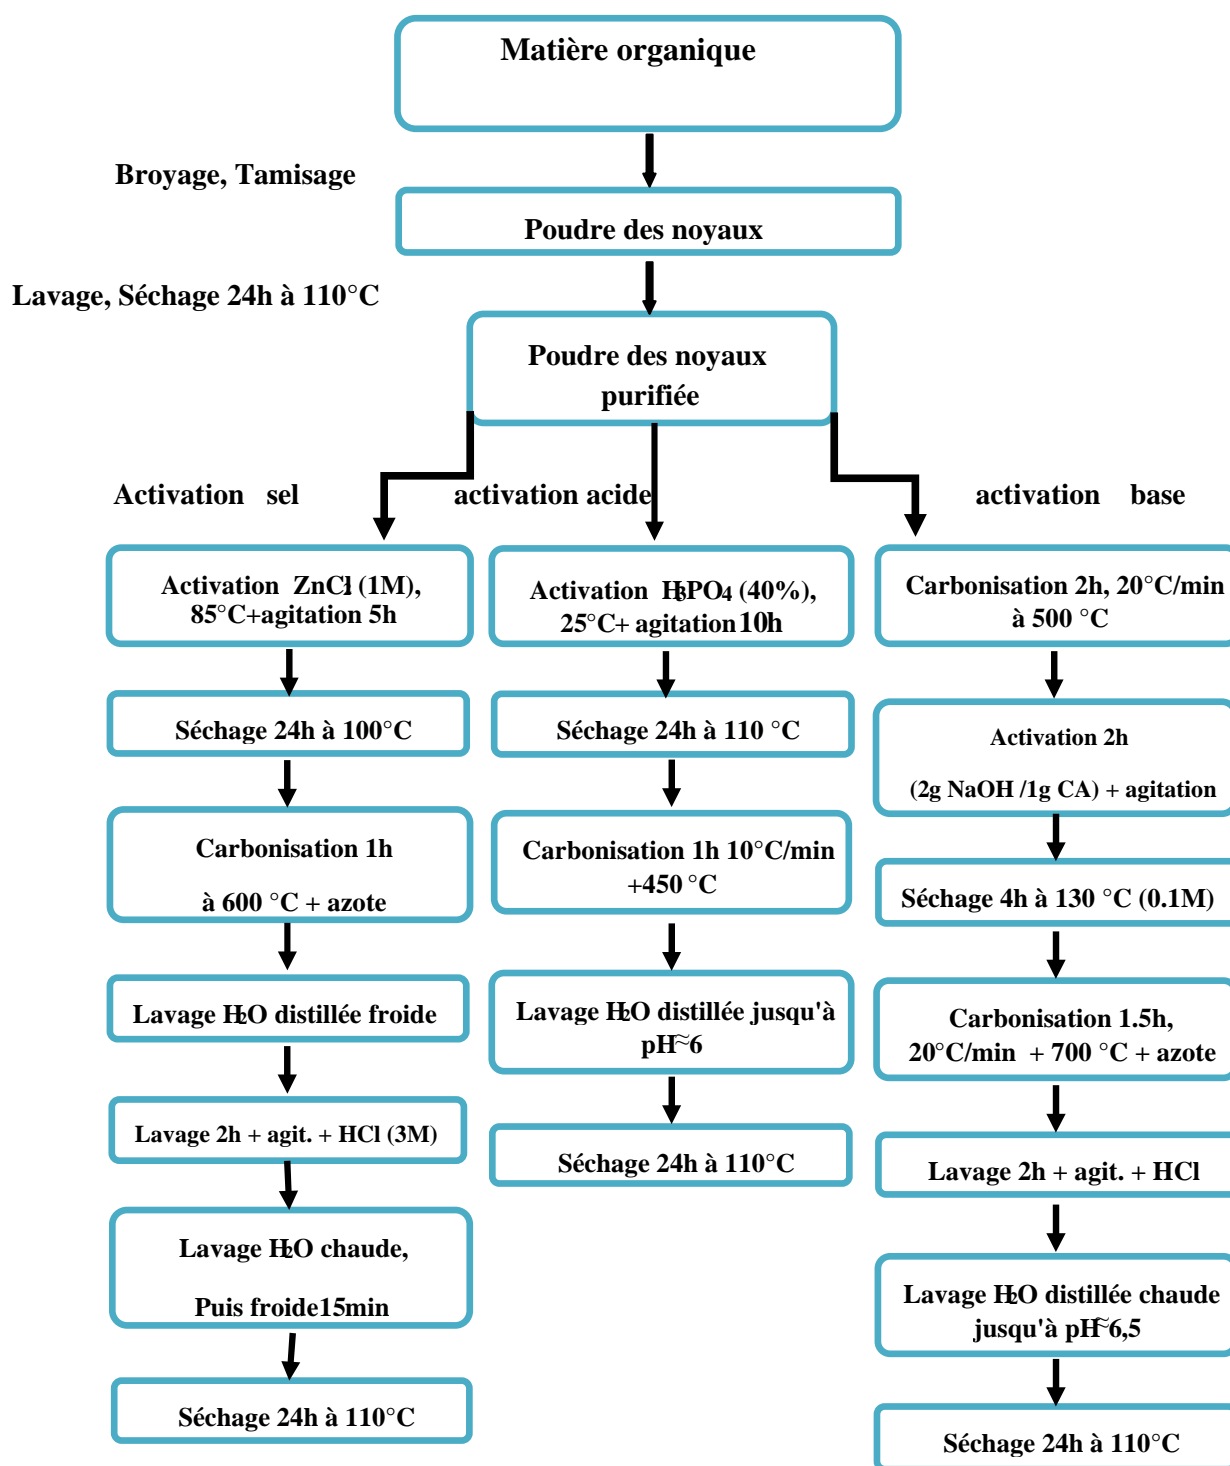 Matière organique
Broyage, Tamisage
Poudre des noyaux
Lavage, Séchage 24h à 110°C
Poudre des noyaux
purifiée
Activation sel
activation acide
activation base
Activation ZnCl2 (1M),
85°C+agitation 5h
Séchage 24h à 100°C
Carbonisation 1h
à 600 °C + azote
Lavage H2O distillée froide
Lavage 2h + agit. + HCl (3M)
Lavage H2O chaude,
Puis froide15min
Séchage 24h à 110°C
Activation H3PO4 (40%),
25°C+ agitation10h
Séchage 24h à 110 °C
Carbonisation 1h 10°C/min
+450 °C
Lavage H2O distillée jusqu'à
pH≈6
Séchage 24h à 110°C
Carbonisation 2h, 20°C/min
à 500 °C
Activation 2h
(2g NaOH /1g CA) + agitation
Séchage 4h à 130 °C (0.1M)
Carbonisation 1.5h,
20°C/min + 700 °C + azote
Lavage 2h + agit. + HCl
Lavage H2O distillée chaude
jusqu'à pH≈6,5
Séchage 24h à 110°C